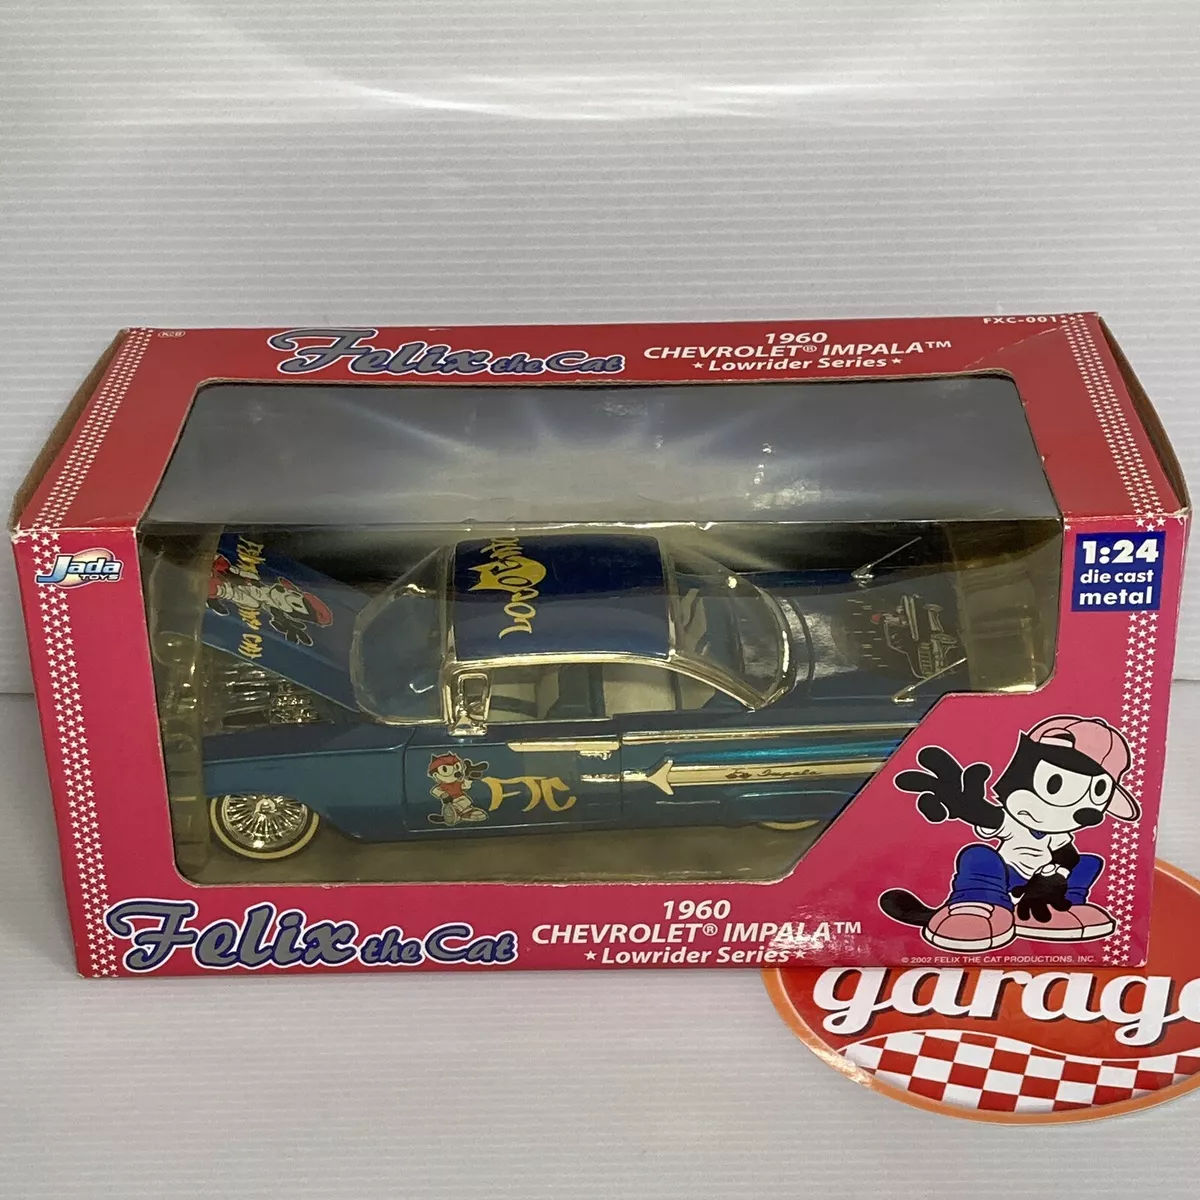 K&B
Felix the Cat
1960
CHEVROLET® IMPALA™
★Lowrider Series★
FXC-001
Jada
TOYS
1:24
die cast
metal
FTC
60 Impala
Felix the Cat
1960
CHEVROLET® IMPALA™
★Lowrider Series★
© 2002 FELIX THE CAT PRODUCTIONS, INC.
garage